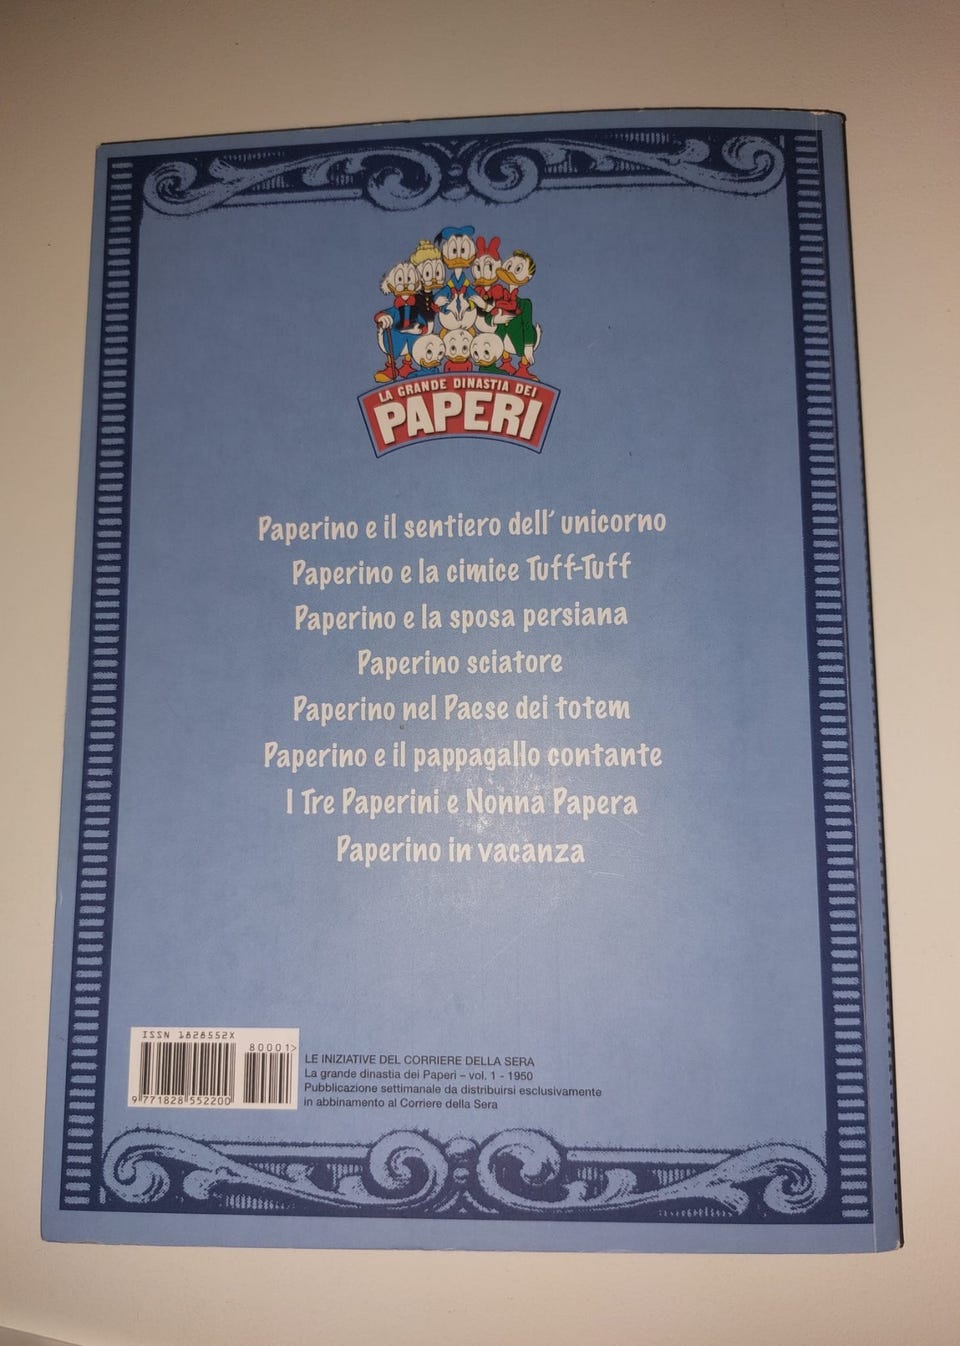 LA GRANDE DINASTIA DEI
PAPERI
Paperino e il sentiero dell' unicorno
Paperino e la cimice Tuff-Tuff
Paperino e la sposa persiana
Paperino sciatore
Paperino nel Paese dei totem
Paperino e il pappagallo contante
I Tre Paperini e Nonna Papera
Paperino in vacanza
ISSN 1828552X
80001>
9 771828 552200
LE INIZIATIVE DEL CORRIERE DELLA SERA
La grande dinastia dei Paperi – vol. 1 - 1950
Pubblicazione settimanale da distribuirsi esclusivamente
in abbinamento al Corriere della Sera